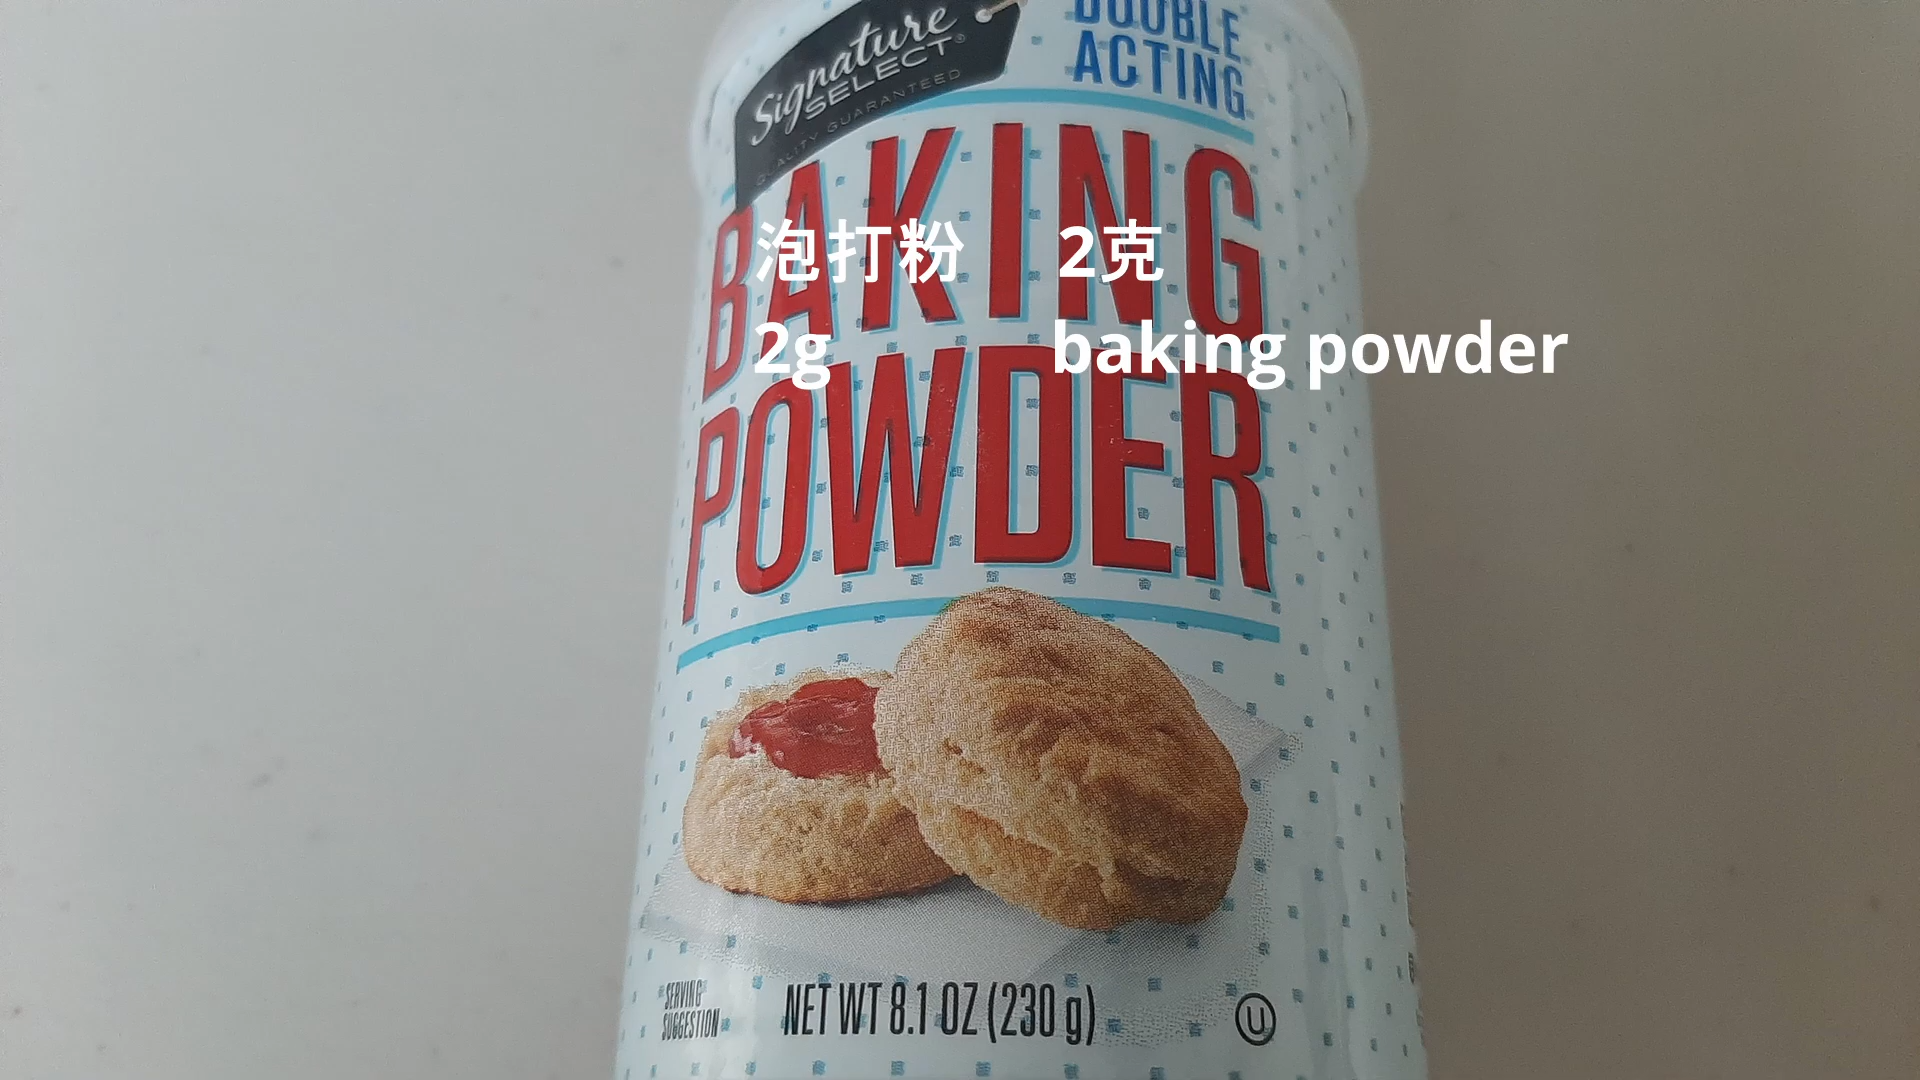 Signature
SELECT®
QUALITY GUARANTEED
DOUBLE
ACTING
BAKING
POWDER
泡打粉 2克
2g baking powder
SERVING
SUGGESTION
NET WT 8.1 OZ (230 g)
U